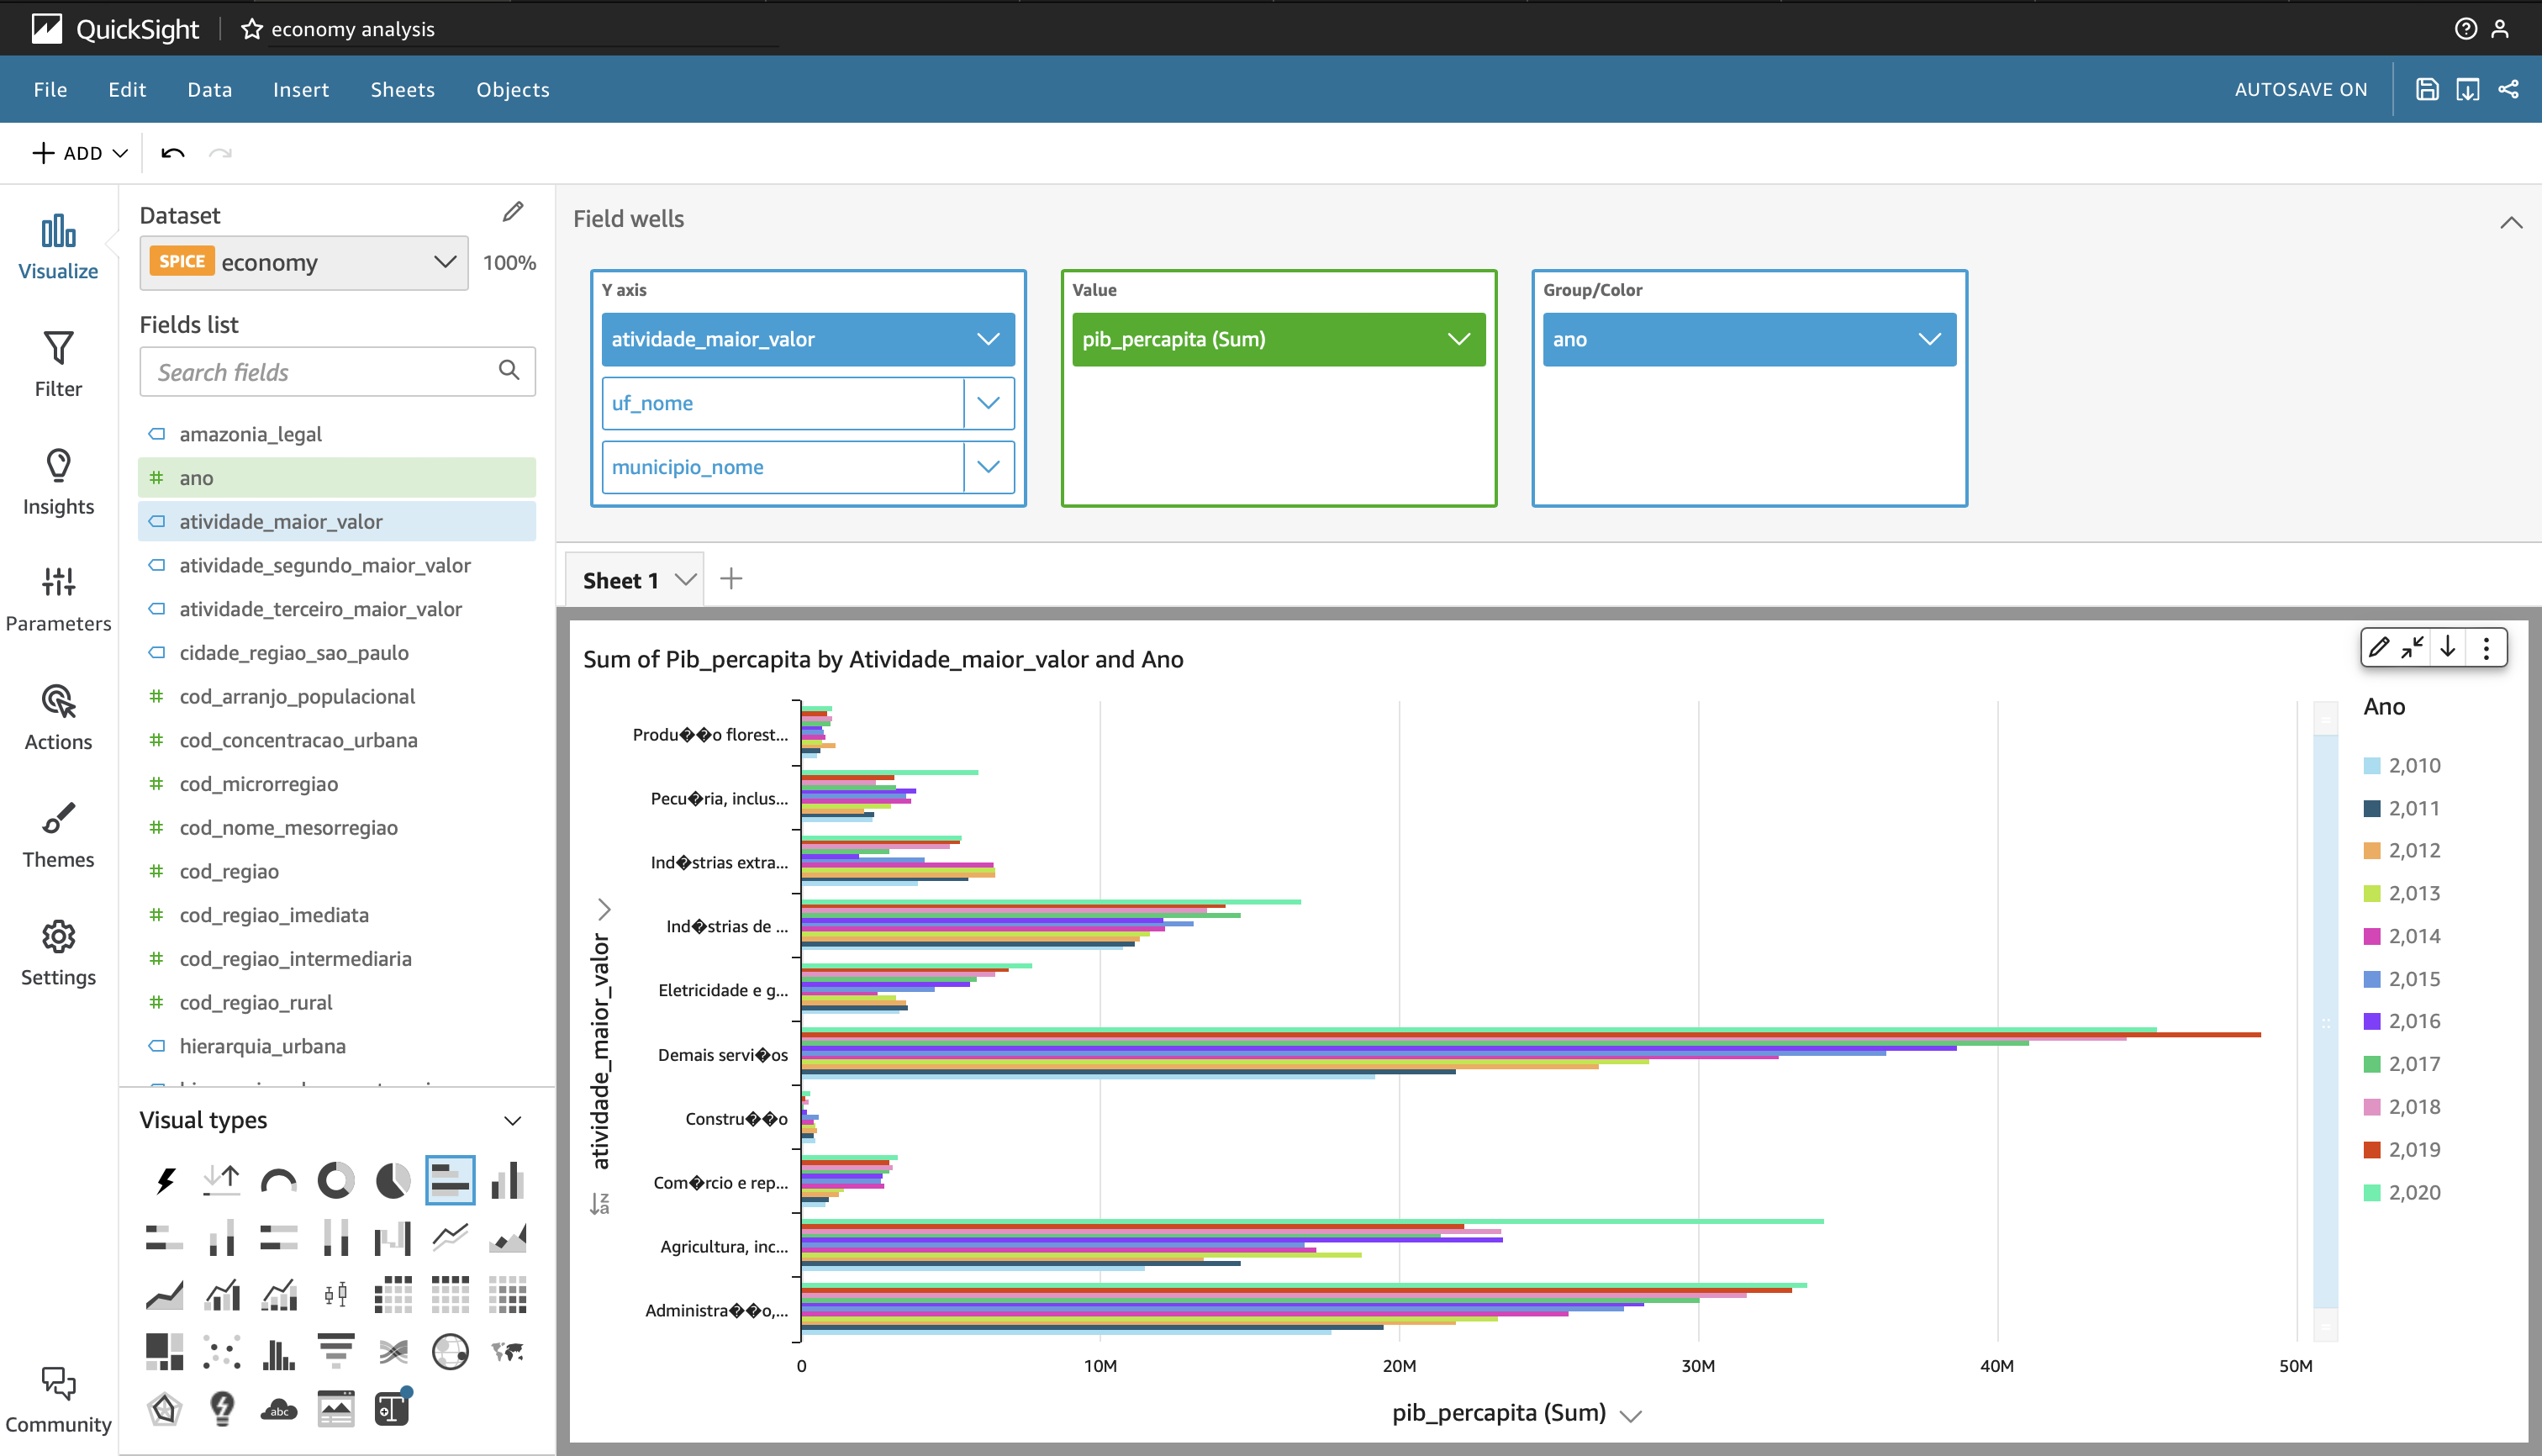 QuickSight
economy analysis
File Edit Data Insert Sheets Objects
AUTOSAVE ON
ADD
Visualize
Filter
Insights
Parameters
Actions
Themes
Settings
Community
Dataset
SPICE economy 100%
Fields list
Search fields
amazonia_legal
ano
atividade_maior_valor
atividade_segundo_maior_valor
atividade_terceiro_maior_valor
cidade_regiao_sao_paulo
cod_arranjo_populacional
cod_concentracao_urbana
cod_microrregiao
cod_nome_mesorregiao
cod_regiao
cod_regiao_imediata
cod_regiao_intermediaria
cod_regiao_rural
hierarquia_urbana
Visual types
abc
Field wells
Y axis
atividade_maior_valor
uf_nome
municipio_nome
Value
pib_percapita (Sum)
Group/Color
ano
Sheet 1
Sum of Pib_percapita by Atividade_maior_valor and Ano
atividade_maior_valor
Produ��o florest...
Pecu�ria, inclus...
Ind�strias extra...
Ind�strias de ...
Eletricidade e g...
Demais servi�os
Constru��o
Com�rcio e rep...
Agricultura, inc...
Administra��o,...
0 10M 20M 30M 40M 50M
pib_percapita (Sum)
Ano
2,010
2,011
2,012
2,013
2,014
2,015
2,016
2,017
2,018
2,019
2,020